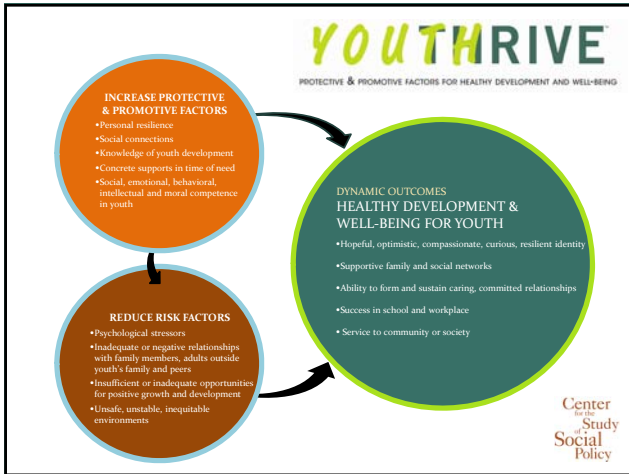 YOUTHRIVE™
PROTECTIVE & PROMOTIVE FACTORS FOR HEALTHY DEVELOPMENT AND WELL-BEING
INCREASE PROTECTIVE
& PROMOTIVE FACTORS
•Personal resilience
•Social connections
•Knowledge of youth development
•Concrete supports in time of need
•Social, emotional, behavioral,
intellectual and moral competence
in youth
REDUCE RISK FACTORS
•Psychological stressors
•Inadequate or negative relationships
with family members, adults outside
youth's family and peers
•Insufficient or inadequate opportunities
for positive growth and development
•Unsafe, unstable, inequitable
environments
DYNAMIC OUTCOMES
HEALTHY DEVELOPMENT &
WELL-BEING FOR YOUTH
•Hopeful, optimistic, compassionate, curious, resilient identity
•Supportive family and social networks
•Ability to form and sustain caring, committed relationships
•Success in school and workplace
• Service to community or society
Center
for the
Study
of
Social
Policy